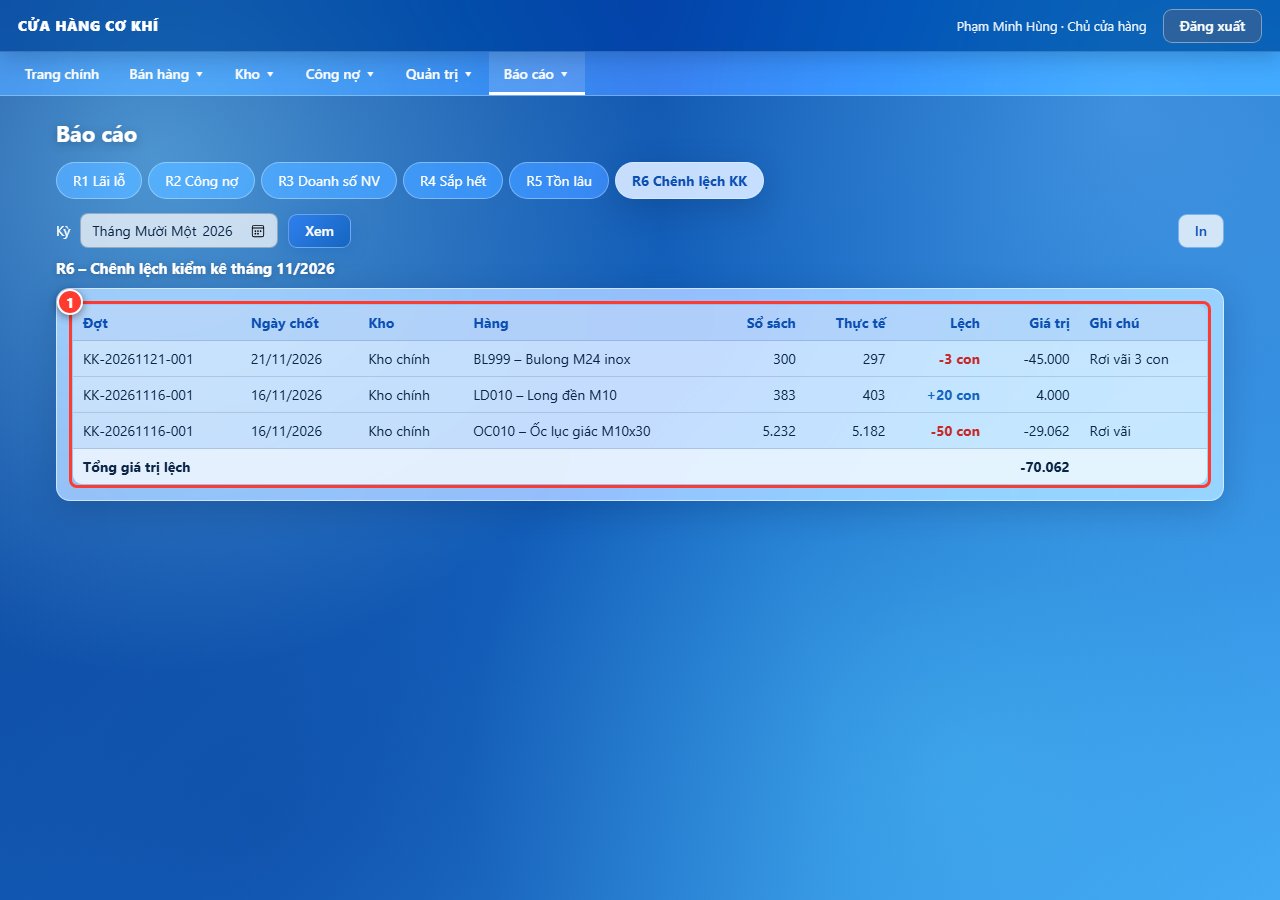 CỬA HÀNG CƠ KHÍ
Phạm Minh Hùng · Chủ cửa hàng
Đăng xuất
Trang chính
Bán hàng ▼
Kho ▼
Công nợ ▼
Quản trị ▼
Báo cáo ▼
Báo cáo
R1 Lãi lỗ
R2 Công nợ
R3 Doanh số NV
R4 Sắp hết
R5 Tồn lâu
R6 Chênh lệch KK
Kỳ
Tháng Mười Một 2026
Xem
In
R6 – Chênh lệch kiểm kê tháng 11/2026
1
Đợt Ngày chốt Kho Hàng Sổ sách Thực tế Lệch Giá trị Ghi chú
KK-20261121-001 21/11/2026 Kho chính BL999 – Bulong M24 inox 300 297 -3 con -45.000 Rơi vãi 3 con
KK-20261116-001 16/11/2026 Kho chính LD010 – Long đền M10 383 403 +20 con 4.000
KK-20261116-001 16/11/2026 Kho chính OC010 – Ốc lục giác M10x30 5.232 5.182 -50 con -29.062 Rơi vãi
Tổng giá trị lệch -70.062